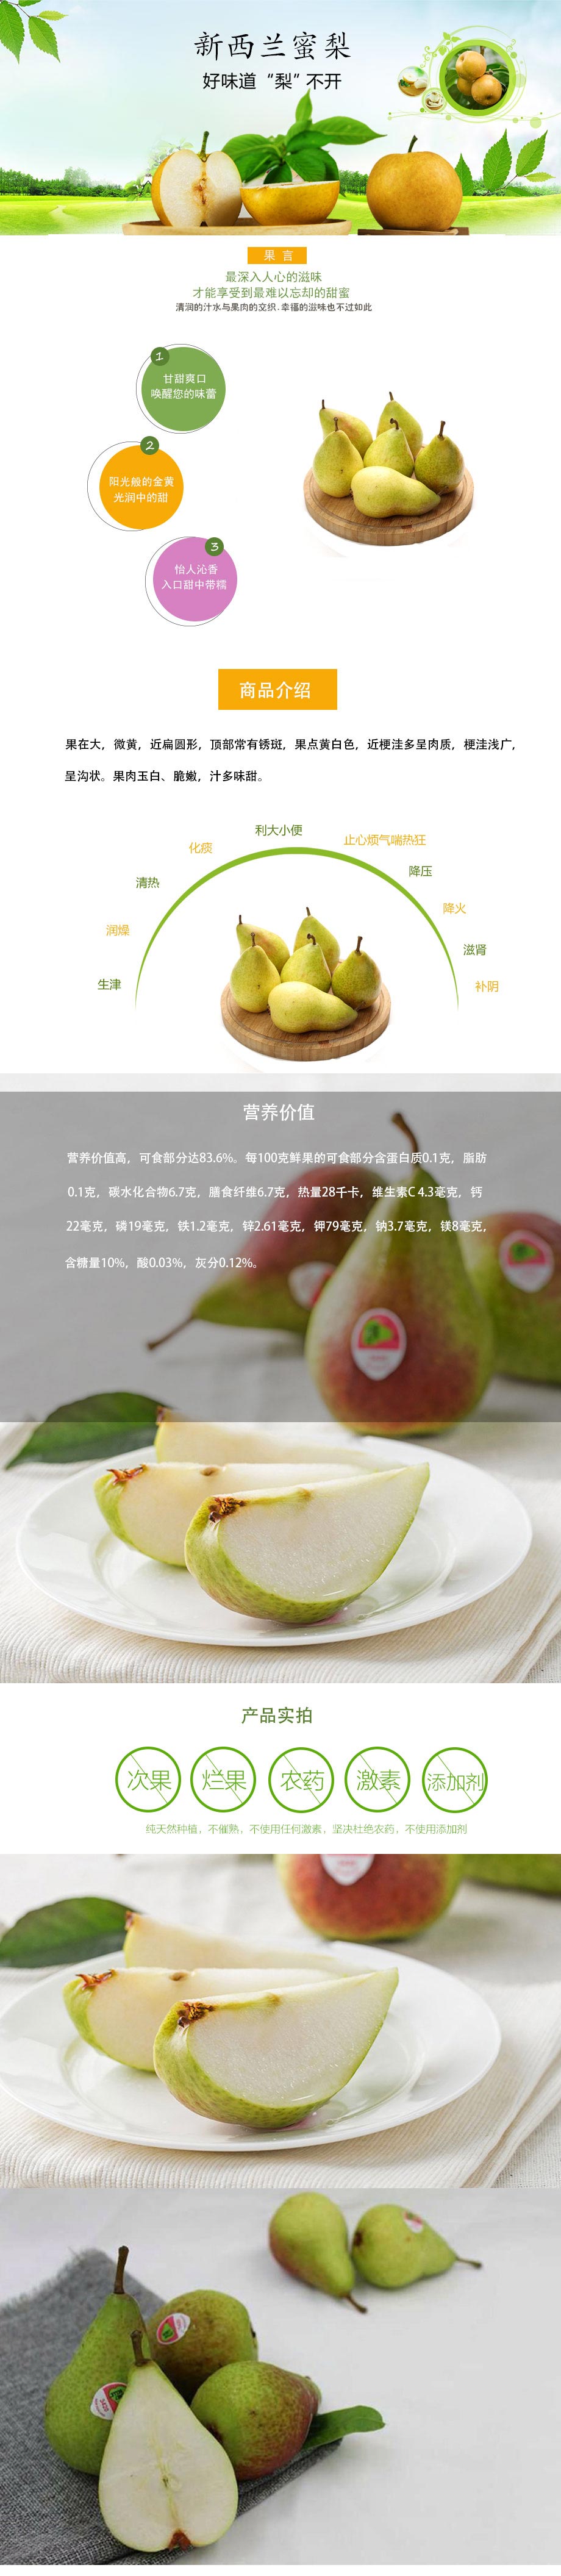 新西兰蜜梨
好味道“梨”不开
果言
最深入人心的滋味
才能享受到最难以忘却的甜蜜
清润的汁水与果肉的交织.幸福的滋味也不过如此
1
甘甜爽口
唤醒您的味蕾
2
阳光般的金黄
光润中的甜
3
怡人沁香
入口甜中带糯
商品介绍
果在大，微黄，近扁圆形，顶部常有锈斑，果点黄白色，近梗洼多呈肉质，梗洼浅广，
呈沟状。果肉玉白、脆嫩，汁多味甜。
利大小便
止心烦气喘热狂
化痰
降压
清热
降火
润燥
滋肾
生津
补阴
营养价值
营养价值高，可食部分达83.6%。每100克鲜果的可食部分含蛋白质0.1克，脂肪
0.1克，碳水化合物6.7克，膳食纤维6.7克，热量28千卡，维生素C 4.3毫克，钙
22毫克，磷19毫克，铁1.2毫克，锌2.61毫克，钾79毫克，钠3.7毫克，镁8毫克，
含糖量10%，酸0.03%，灰分0.12%。
产品实拍
次果 烂果 农药 激素 添加剂
纯天然种植，不催熟，不使用任何激素，坚决杜绝农药，不使用添加剂